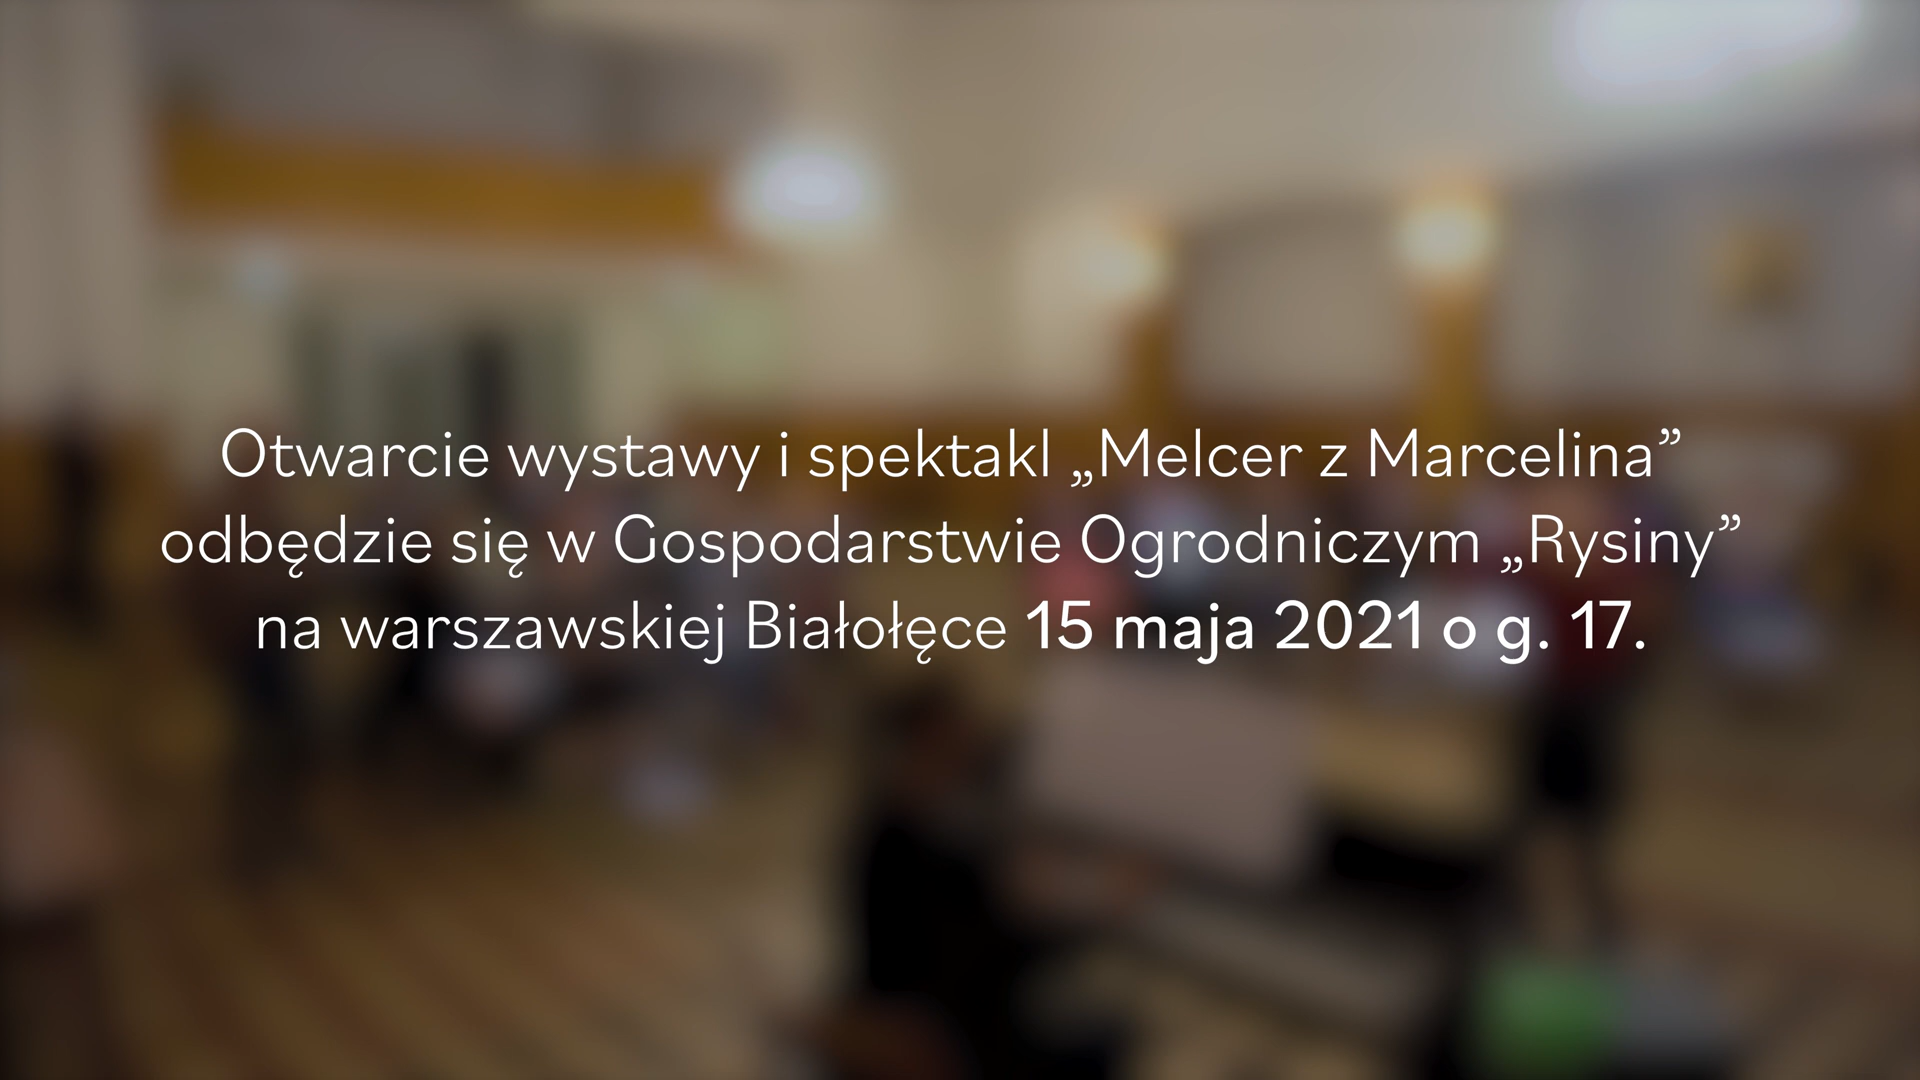 Otwarcie wystawy i spektakl „Melcer z Marcelina”
odbędzie się w Gospodarstwie Ogrodniczym „Rysiny”
na warszawskiej Białołęce 15 maja 2021 o g. 17.